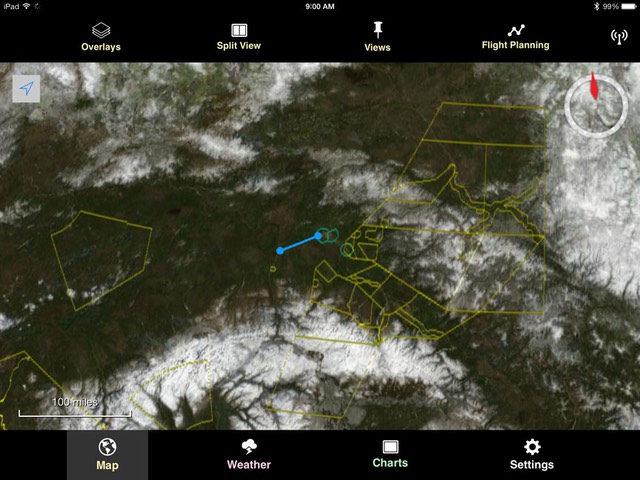 iPad
9:00 AM
99%
Overlays
Split View
Views
Flight Planning
100 miles
Map
Weather
Charts
Settings